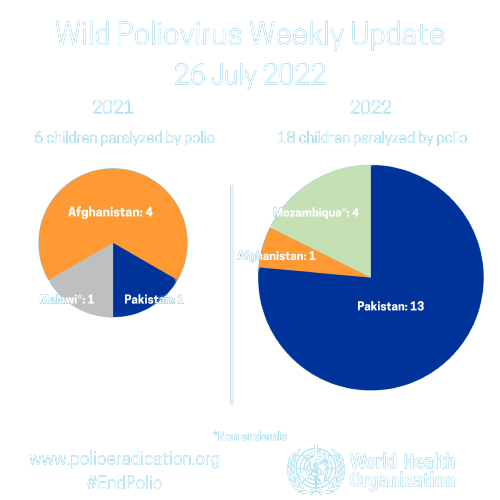 Wild Poliovirus Weekly Update
26 July 2022
2021
2022
6 children paralyzed by polio
18 children paralyzed by polio
Afghanistan: 4
Malawi*: 1
Pakistan: 1
Mozambique*: 4
Afghanistan: 1
Pakistan: 13
*Non endemic
www.polioeradication.org
#EndPolio
World Health
Organization